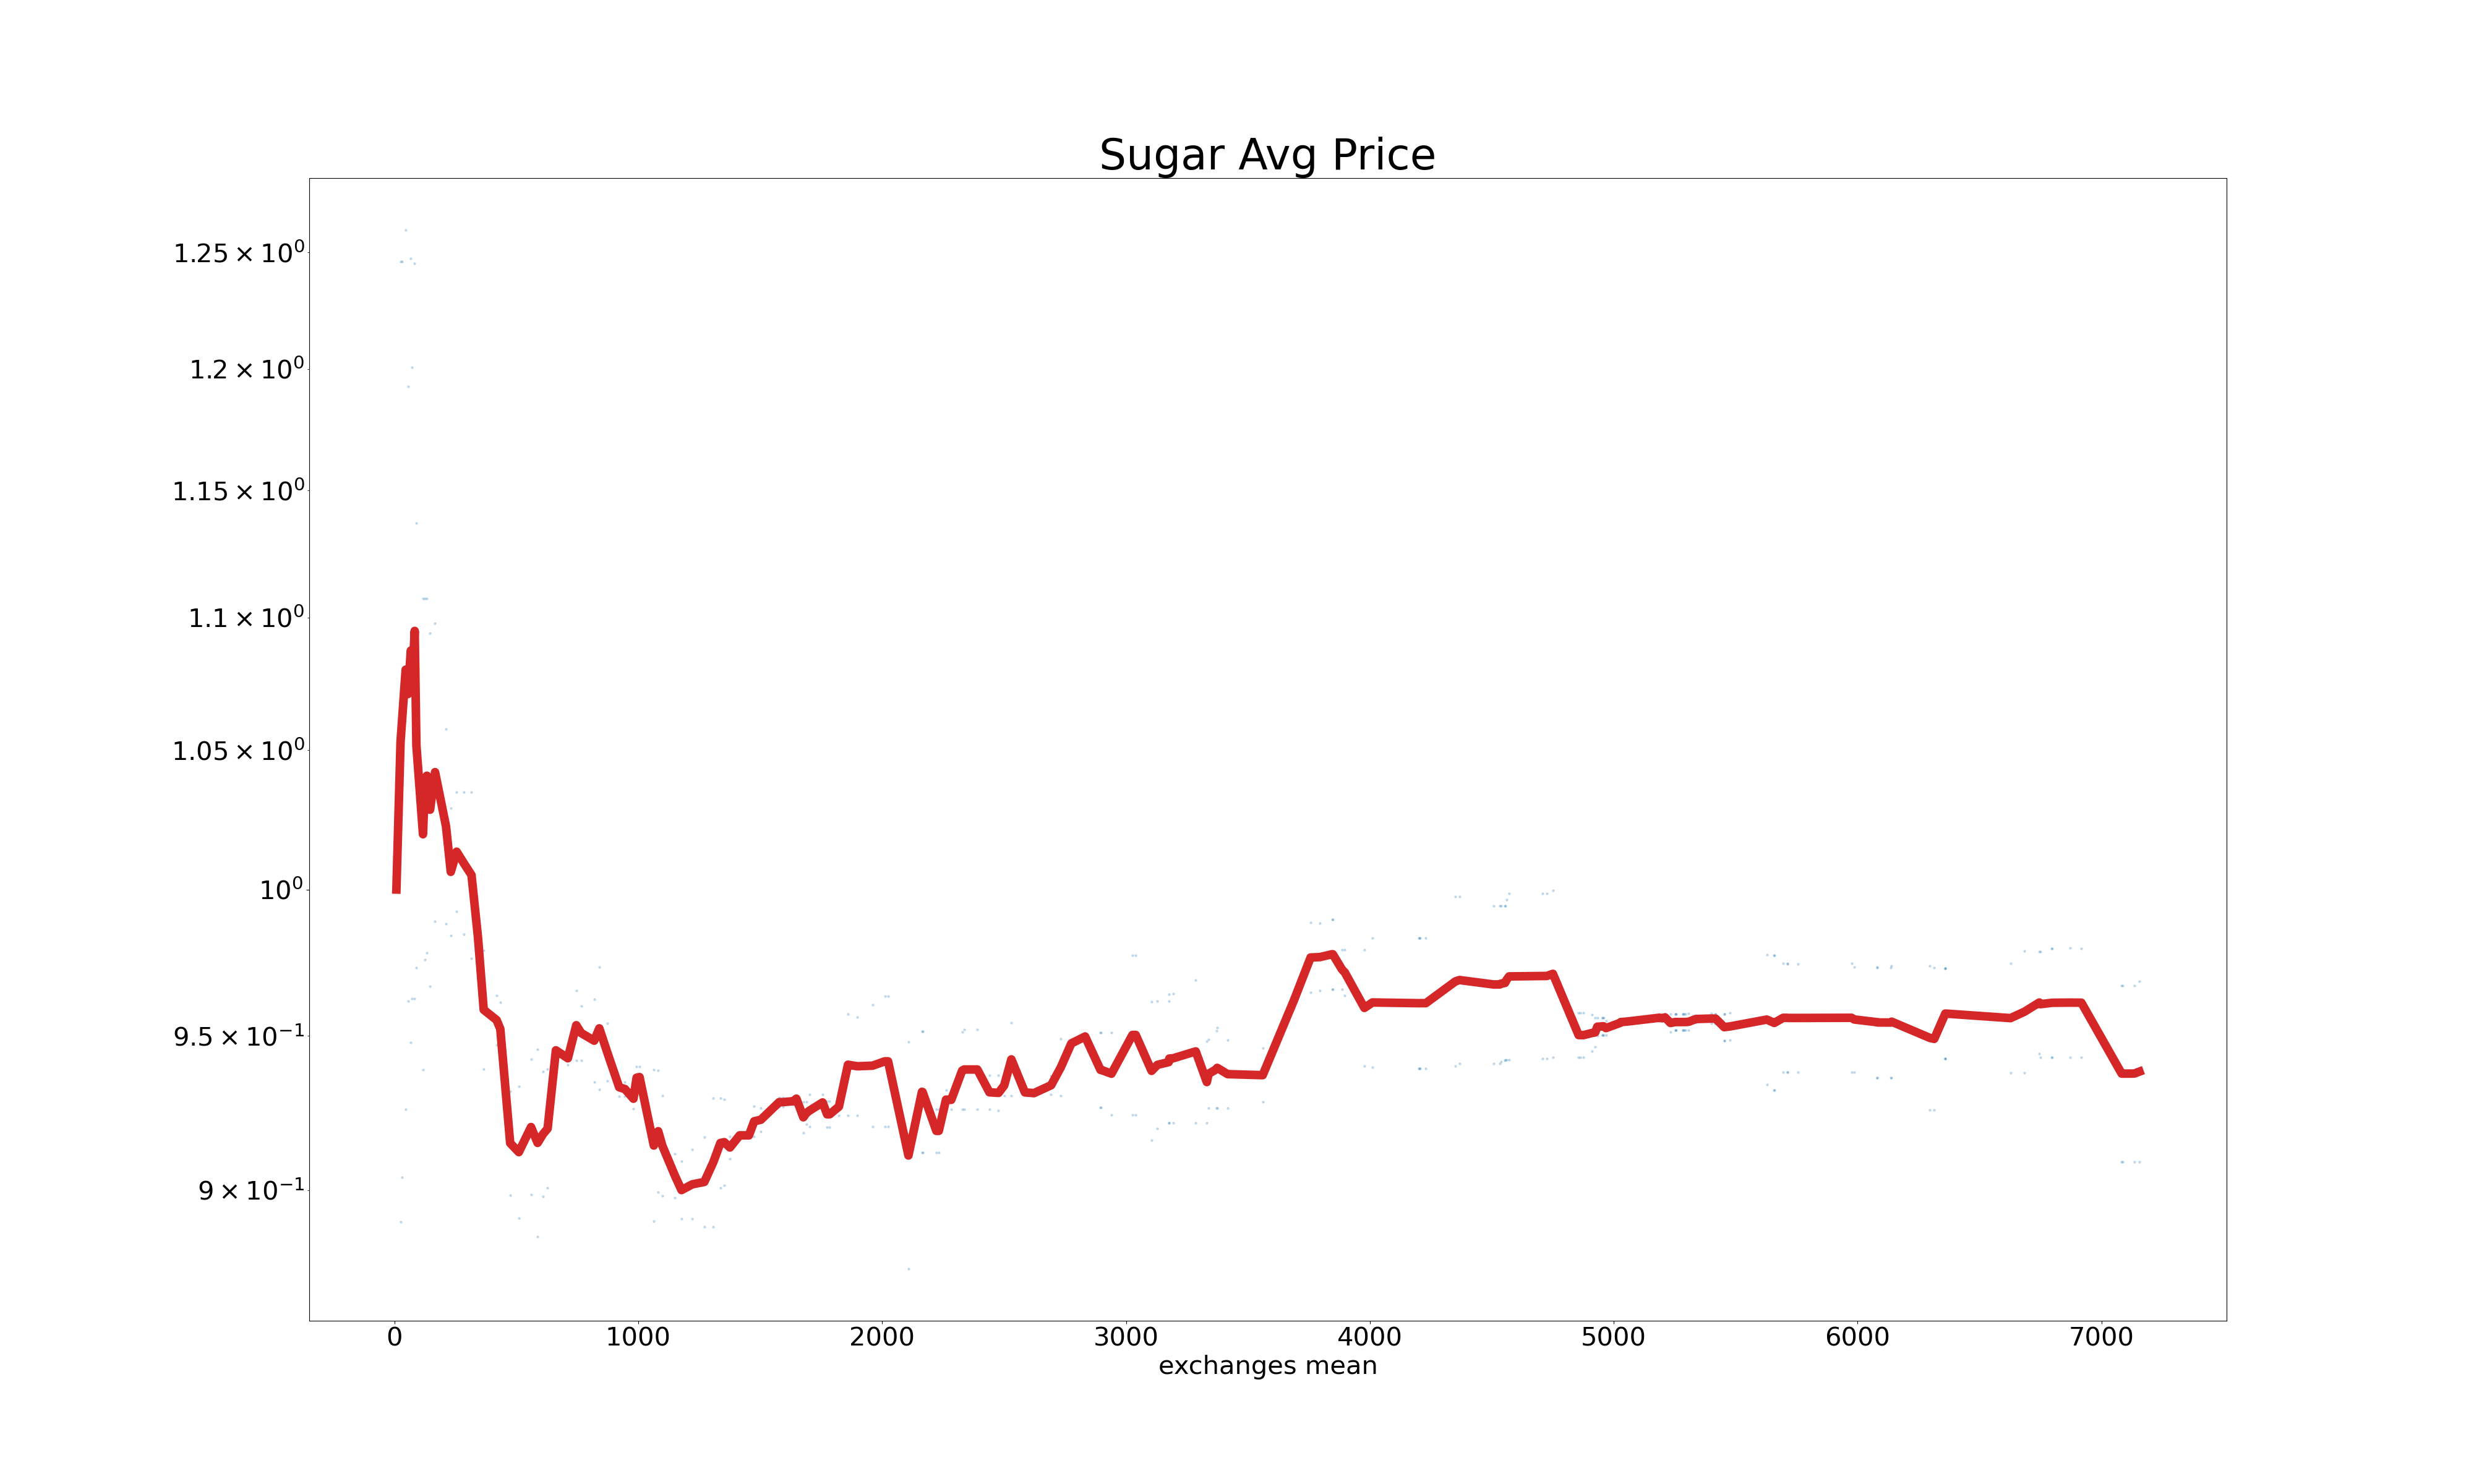 Sugar Avg Price
1.25 × 10⁰
1.2 × 10⁰
1.15 × 10⁰
1.1 × 10⁰
1.05 × 10⁰
10⁰
9.5 × 10⁻¹
9 × 10⁻¹
0 1000 2000 3000 4000 5000 6000 7000
exchanges mean